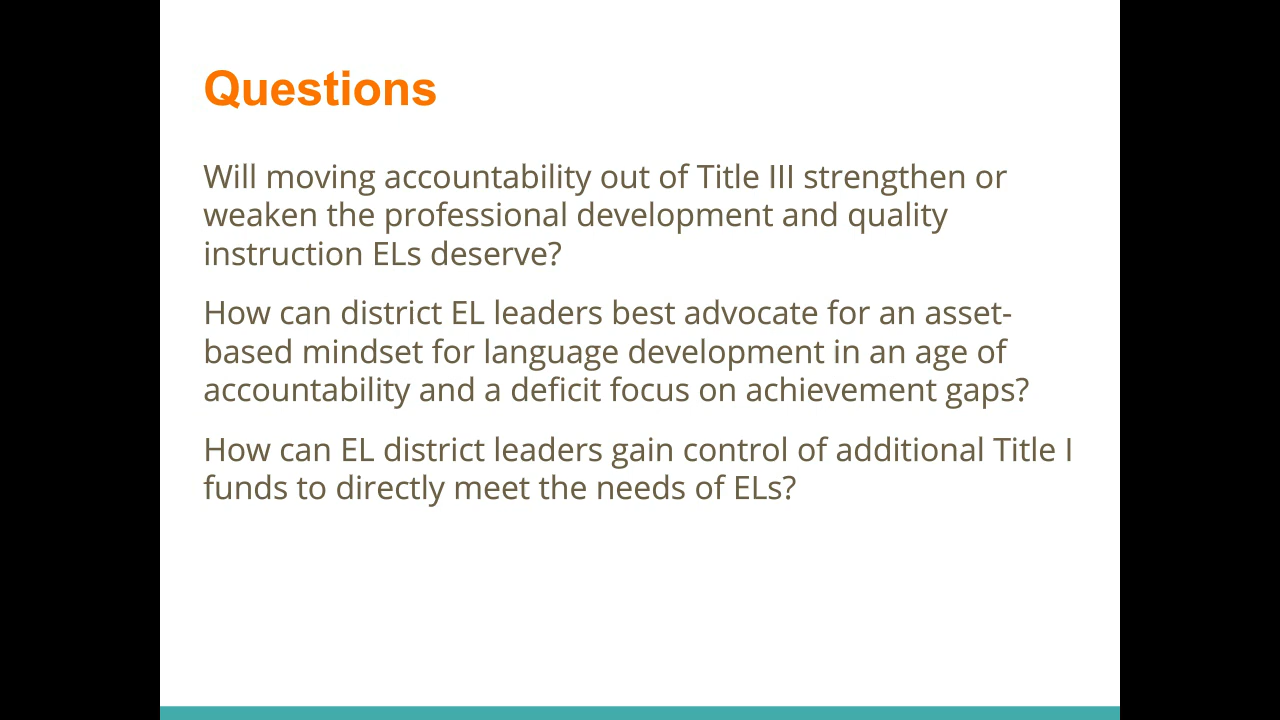 Questions
Will moving accountability out of Title III strengthen or
weaken the professional development and quality
instruction ELs deserve?
How can district EL leaders best advocate for an asset-
based mindset for language development in an age of
accountability and a deficit focus on achievement gaps?
How can EL district leaders gain control of additional Title I
funds to directly meet the needs of ELs?